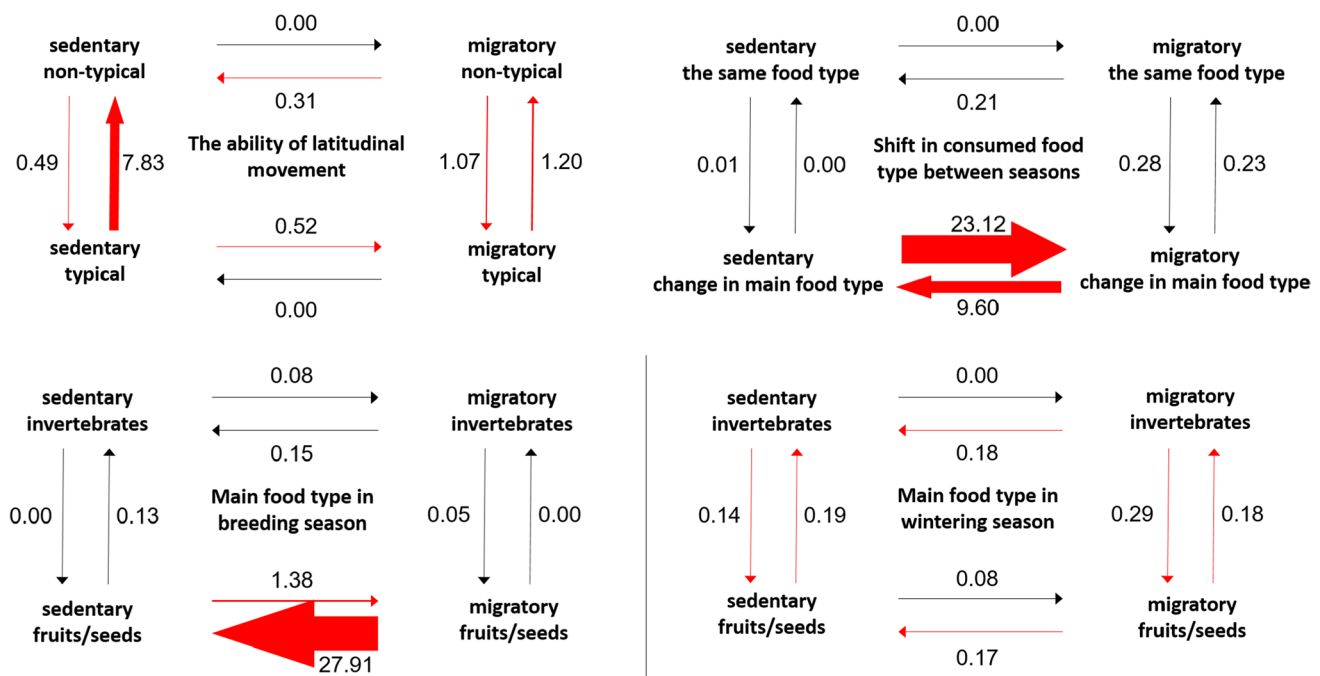 0.00
sedentary
non-typical
migratory
non-typical
0.31
0.49
7.83
The ability of latitudinal
movement
1.07
1.20
0.52
sedentary
typical
migratory
typical
0.00
0.00
sedentary
the same food type
migratory
the same food type
0.21
0.01
0.00
Shift in consumed food
type between seasons
0.28
0.23
23.12
sedentary
change in main food type
migratory
change in main food type
9.60
0.08
sedentary
invertebrates
migratory
invertebrates
0.15
0.00
0.13
Main food type in
breeding season
0.05
0.00
1.38
sedentary
fruits/seeds
migratory
fruits/seeds
27.91
0.00
sedentary
invertebrates
migratory
invertebrates
0.18
0.14
0.19
Main food type in
wintering season
0.29
0.18
0.08
sedentary
fruits/seeds
migratory
fruits/seeds
0.17